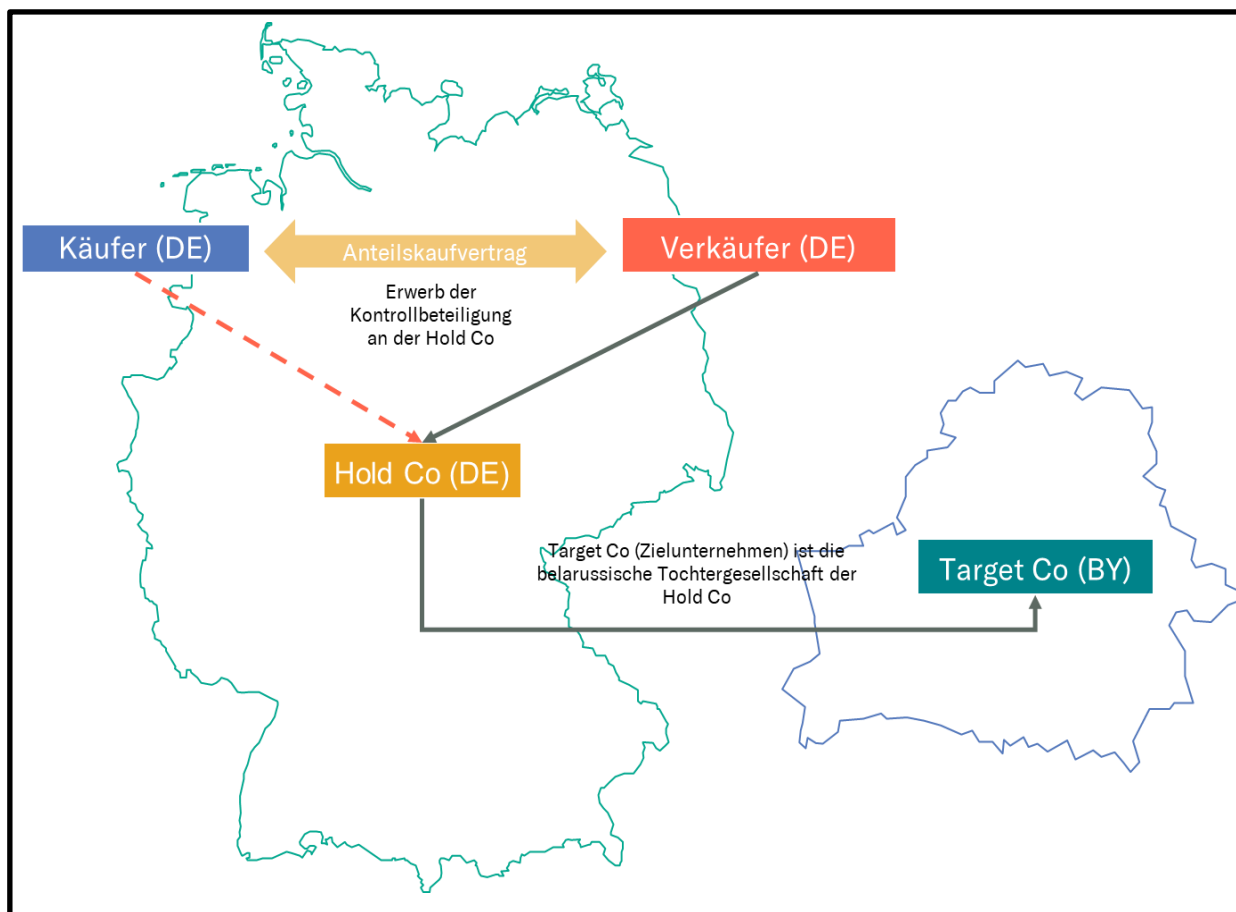 Käufer (DE)
Anteilskaufvertrag
Verkäufer (DE)
Erwerb der
Kontrollbeteiligung
an der Hold Co
Hold Co (DE)
Target Co (Zielunternehmen) ist die
belarussische Tochtergesellschaft der
Hold Co
Target Co (BY)